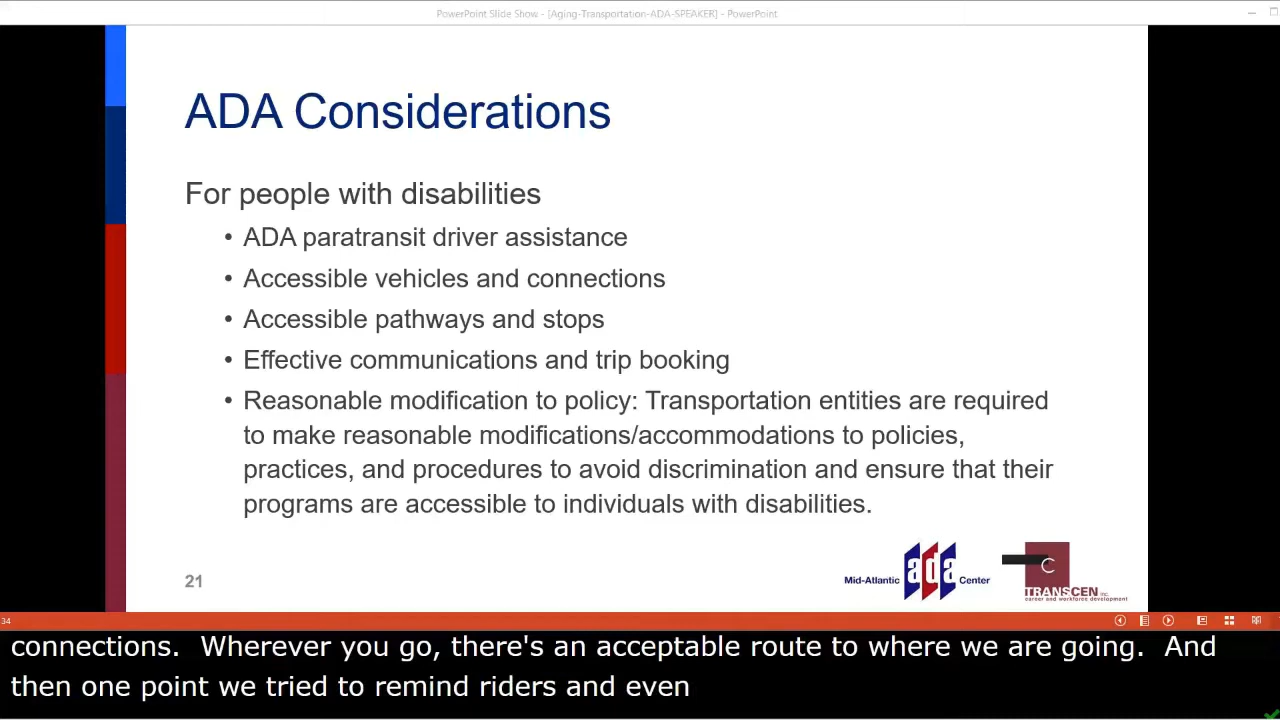 PowerPoint Slide Show - [Aging-Transportation-ADA-SPEAKER] - PowerPoint
ADA Considerations
For people with disabilities
• ADA paratransit driver assistance
• Accessible vehicles and connections
• Accessible pathways and stops
• Effective communications and trip booking
• Reasonable modification to policy: Transportation entities are required
to make reasonable modifications/accommodations to policies,
practices, and procedures to avoid discrimination and ensure that their
programs are accessible to individuals with disabilities.
Mid-Atlantic ada Center
C
TRANSCEN inc.
career and workforce development
21
34
connections.  Wherever you go, there's an acceptable route to where we are going.  And
then one point we tried to remind riders and even